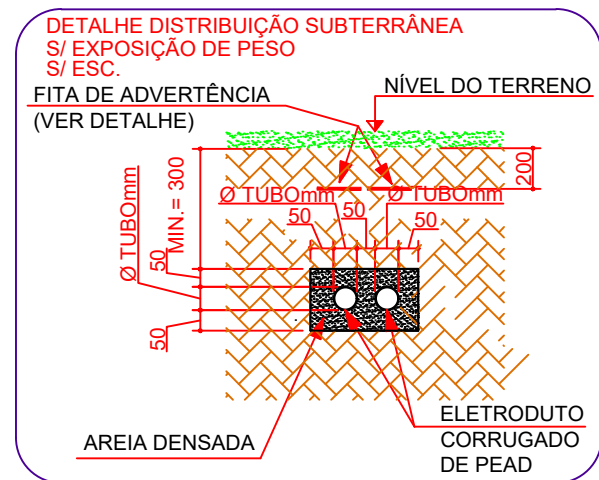 DETALHE DISTRIBUIÇÃO SUBTERRÂNEA
S/ EXPOSIÇÃO DE PESO
S/ ESC.
FITA DE ADVERTÊNCIA
(VER DETALHE)
NÍVEL DO TERRENO
200
MIN.= 300
Ø TUBOmm
Ø TUBOmm
Ø TUBOmm
50
50
50
50
50
AREIA DENSADA
ELETRODUTO
CORRUGADO
DE PEAD